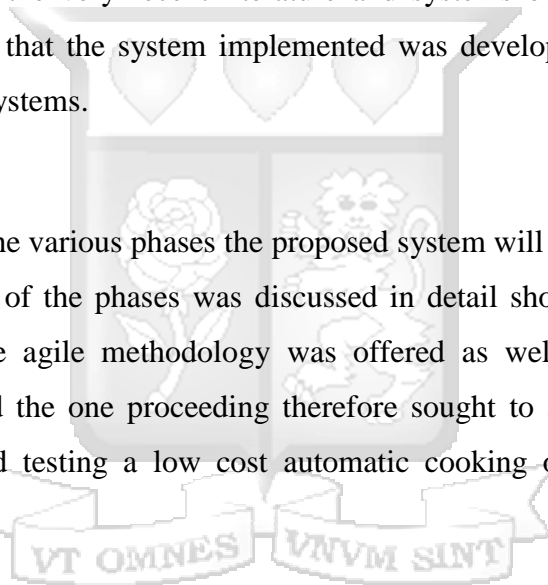 that the system implemented was develop
ystems.
he various phases the proposed system will
of the phases was discussed in detail sho
e agile methodology was offered as well
d the one proceeding therefore sought to
d testing a low cost automatic cooking o
VT OMNES VNVM SINT